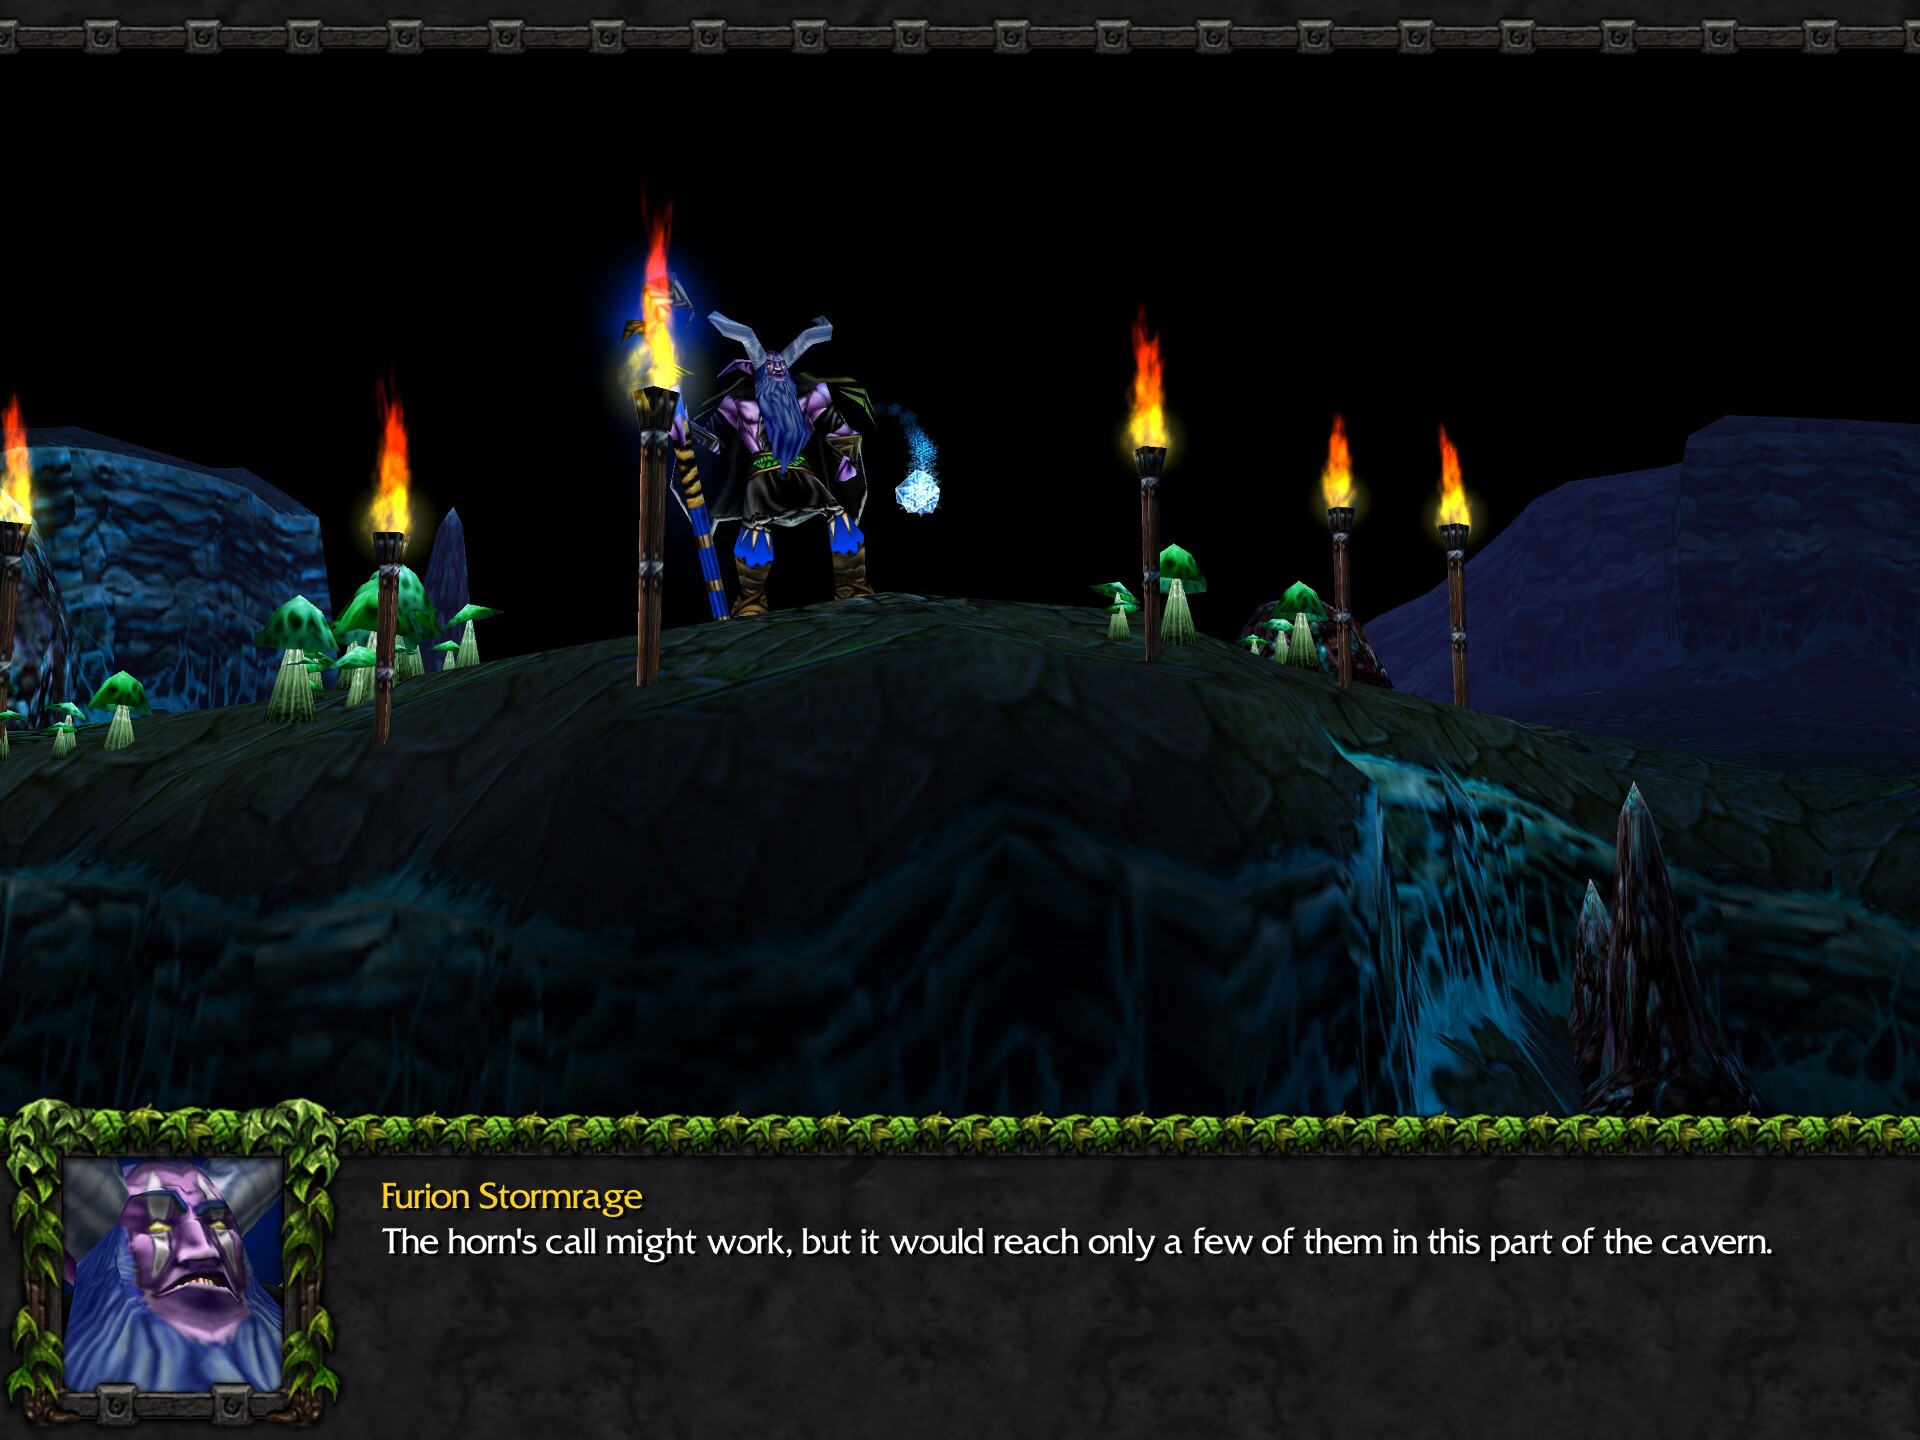 Furion Stormrage
The horn's call might work, but it would reach only a few of them in this part of the cavern.